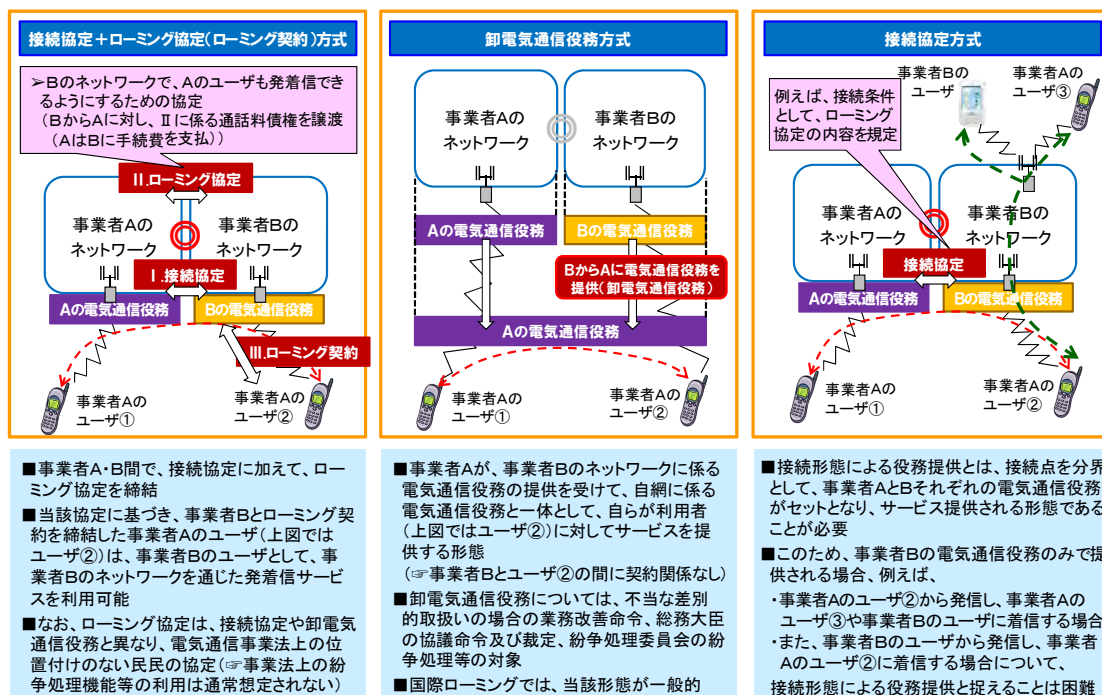 接続協定+ローミング協定(ローミング契約)方式
➢Bのネットワークで、Aのユーザも発着信でき
るようにするための協定
(BからAに対し、Ⅱに係る通話料債権を譲渡
(AはBに手続費を支払))
Ⅱ.ローミング協定
事業者Aの
ネットワーク
事業者Bの
ネットワーク
Ⅰ.接続協定
Aの電気通信役務
Bの電気通信役務
Ⅲ.ローミング契約
事業者Aの
ユーザ①
事業者Aの
ユーザ②
■事業者A・B間で、接続協定に加えて、ロー
ミング協定を締結
■当該協定に基づき、事業者Bとローミング契
約を締結した事業者Aのユーザ(上図では
ユーザ②)は、事業者Bのユーザとして、事
業者Bのネットワークを通じた発着信サービ
スを利用可能
■なお、ローミング協定は、接続協定や卸電気
通信役務と異なり、電気通信事業法上の位
置付けのない民民の協定(☞事業法上の紛
争処理機能等の利用は通常想定されない)
卸電気通信役務方式
事業者Aの
ネットワーク
事業者Bの
ネットワーク
Aの電気通信役務
Bの電気通信役務
BからAに電気通信役務を
提供(卸電気通信役務)
Aの電気通信役務
事業者Aの
ユーザ①
事業者Aの
ユーザ②
■事業者Aが、事業者Bのネットワークに係る
電気通信役務の提供を受けて、自網に係る
電気通信役務と一体として、自らが利用者
(上図ではユーザ②)に対してサービスを提
供する形態
(☞事業者Bとユーザ②の間に契約関係なし)
■卸電気通信役務については、不当な差別
的取扱いの場合の業務改善命令、総務大臣
の協議命令及び裁定、紛争処理委員会の紛
争処理等の対象
■国際ローミングでは、当該形態が一般的
接続協定方式
例えば、接続条件
として、ローミング
協定の内容を規定
事業者Bの
ユーザ
事業者Aの
ユーザ③
事業者Aの
ネットワーク
事業者Bの
ネットワーク
接続協定
Aの電気通信役務
Bの電気通信役務
事業者Aの
ユーザ①
事業者Aの
ユーザ②
■接続形態による役務提供とは、接続点を分界
として、事業者AとBそれぞれの電気通信役務
がセットとなり、サービス提供される形態である
ことが必要
■このため、事業者Bの電気通信役務のみで提
供される場合、例えば、
・事業者Aのユーザ②から発信し、事業者Aの
ユーザ③や事業者Bのユーザに着信する場合
・また、事業者Bのユーザから発信し、事業者
Aのユーザ②に着信する場合について、
接続形態による役務提供と捉えることは困難